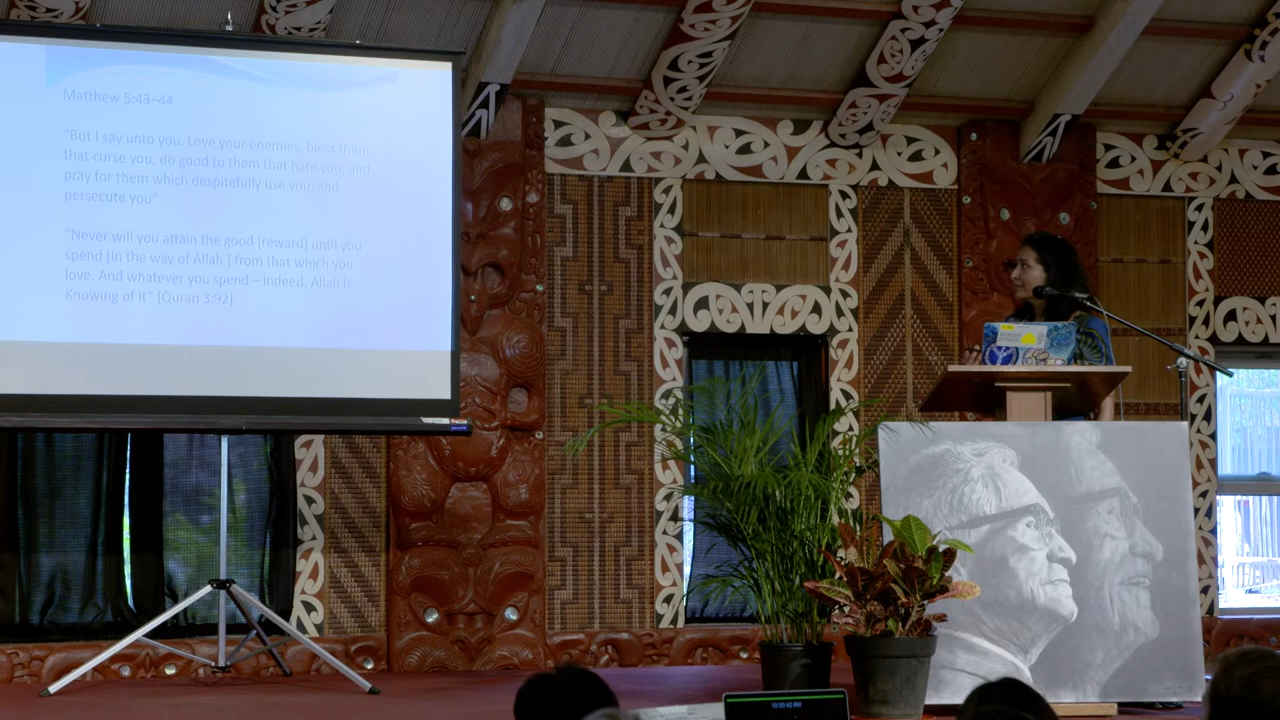 Matthew 5:43–44
"But I say unto you, Love your enemies, bless them
that curse you, do good to them that hate you, and
pray for them which despitefully use you, and
persecute you"
"Never will you attain the good [reward] until you
spend [in the way of Allah ] from that which you
love. And whatever you spend – indeed, Allah is
Knowing of it" (Quran 3:92].